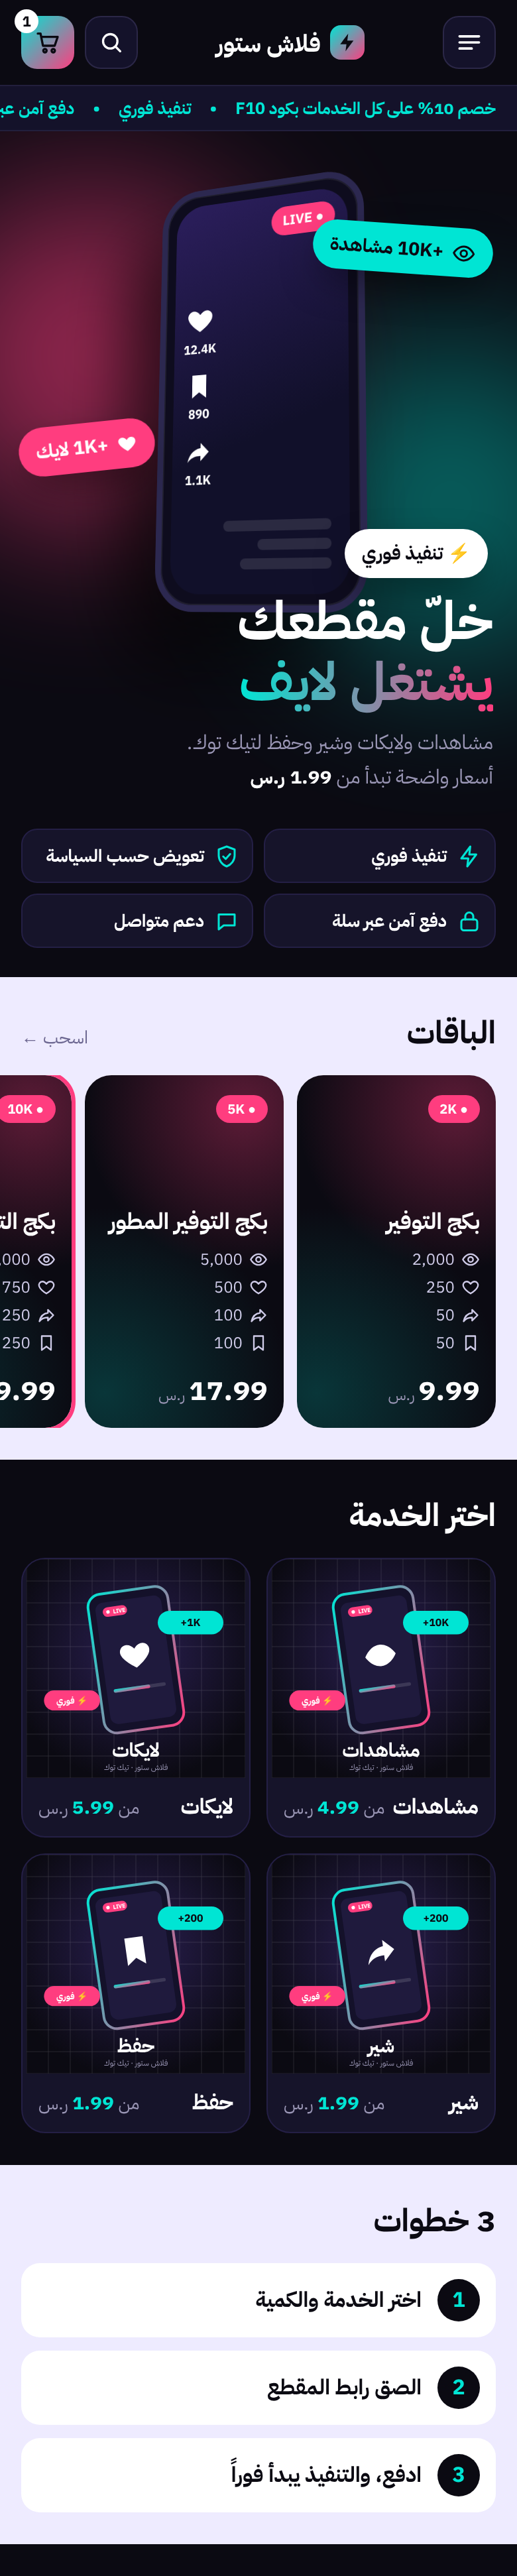 فلاش ستور
1
خصم 10% على كل الخدمات بكود F10 • تنفيذ فوري • دفع آمن
LIVE
+10K مشاهدة
12.4K
890
+1K لايك
1.1K
⚡ تنفيذ فوري
خلّ مقطعك
يشتغل لايف
مشاهدات ولايكات وشير وحفظ لتيك توك.
أسعار واضحة تبدأ من 1.99 ر.س
تنفيذ فوري
تعويض حسب السياسة
دفع آمن عبر سلة
دعم متواصل
الباقات
اسحب ←
2K
بكج التوفير
2,000
250
50
50
9.99 ر.س
5K
بكج التوفير المطور
5,000
500
100
100
17.99 ر.س
10K
بكج
750
250
250
اختر الخدمة
+10K
LIVE
⚡ فوري
مشاهدات
فلاش ستور · تيك توك
مشاهدات
من 4.99 ر.س
+1K
LIVE
⚡ فوري
لايكات
فلاش ستور · تيك توك
لايكات
من 5.99 ر.س
+200
LIVE
⚡ فوري
شير
فلاش ستور · تيك توك
شير
من 1.99 ر.س
+200
LIVE
⚡ فوري
حفظ
فلاش ستور · تيك توك
حفظ
من 1.99 ر.س
3 خطوات
1 اختر الخدمة والكمية
2 الصق رابط المقطع
3 ادفع، والتنفيذ يبدأ فوراً